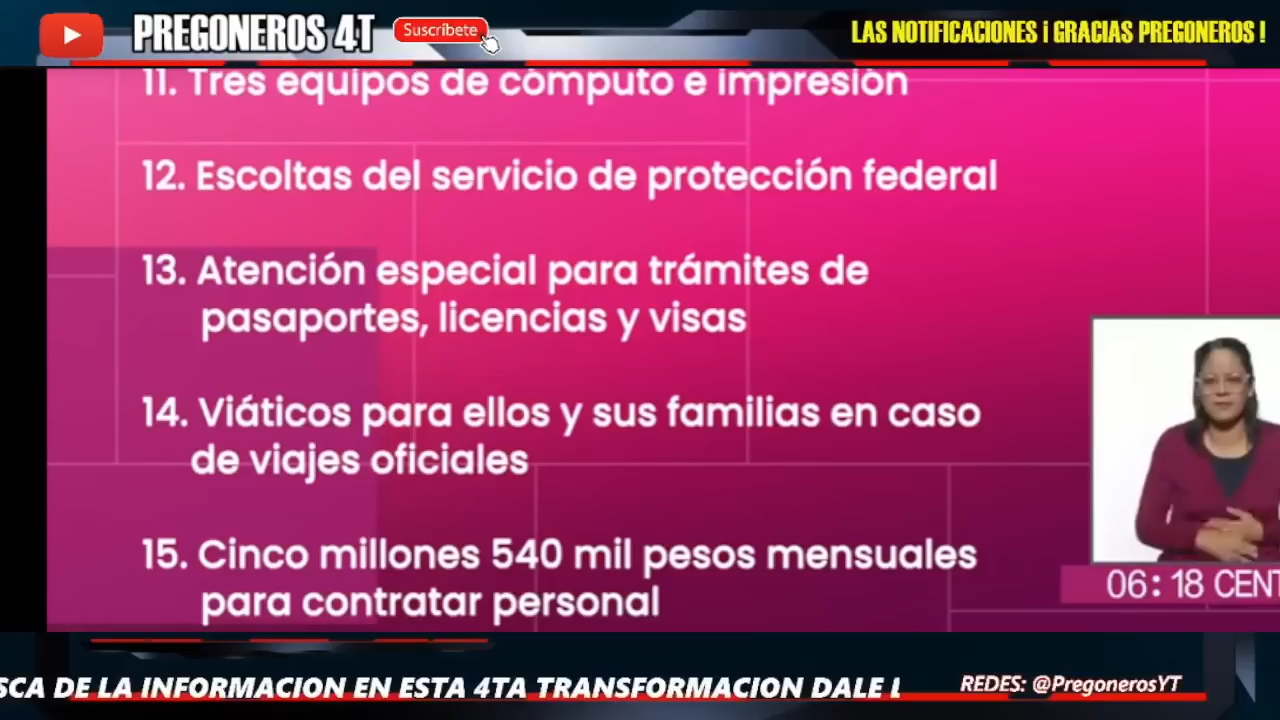 PREGONEROS 4T
Suscríbete
LAS NOTIFICACIONES ¡ GRACIAS PREGONEROS !
11. Tres equipos de cómputo e impresión
12. Escoltas del servicio de protección federal
13. Atención especial para trámites de
pasaportes, licencias y visas
14. Viáticos para ellos y sus familias en caso
de viajes oficiales
15. Cinco millones 540 mil pesos mensuales
para contratar personal
06:18 CENT
SCA DE LA INFORMACION EN ESTA 4TA TRANSFORMACION DALE L
REDES: @PregonerosYT